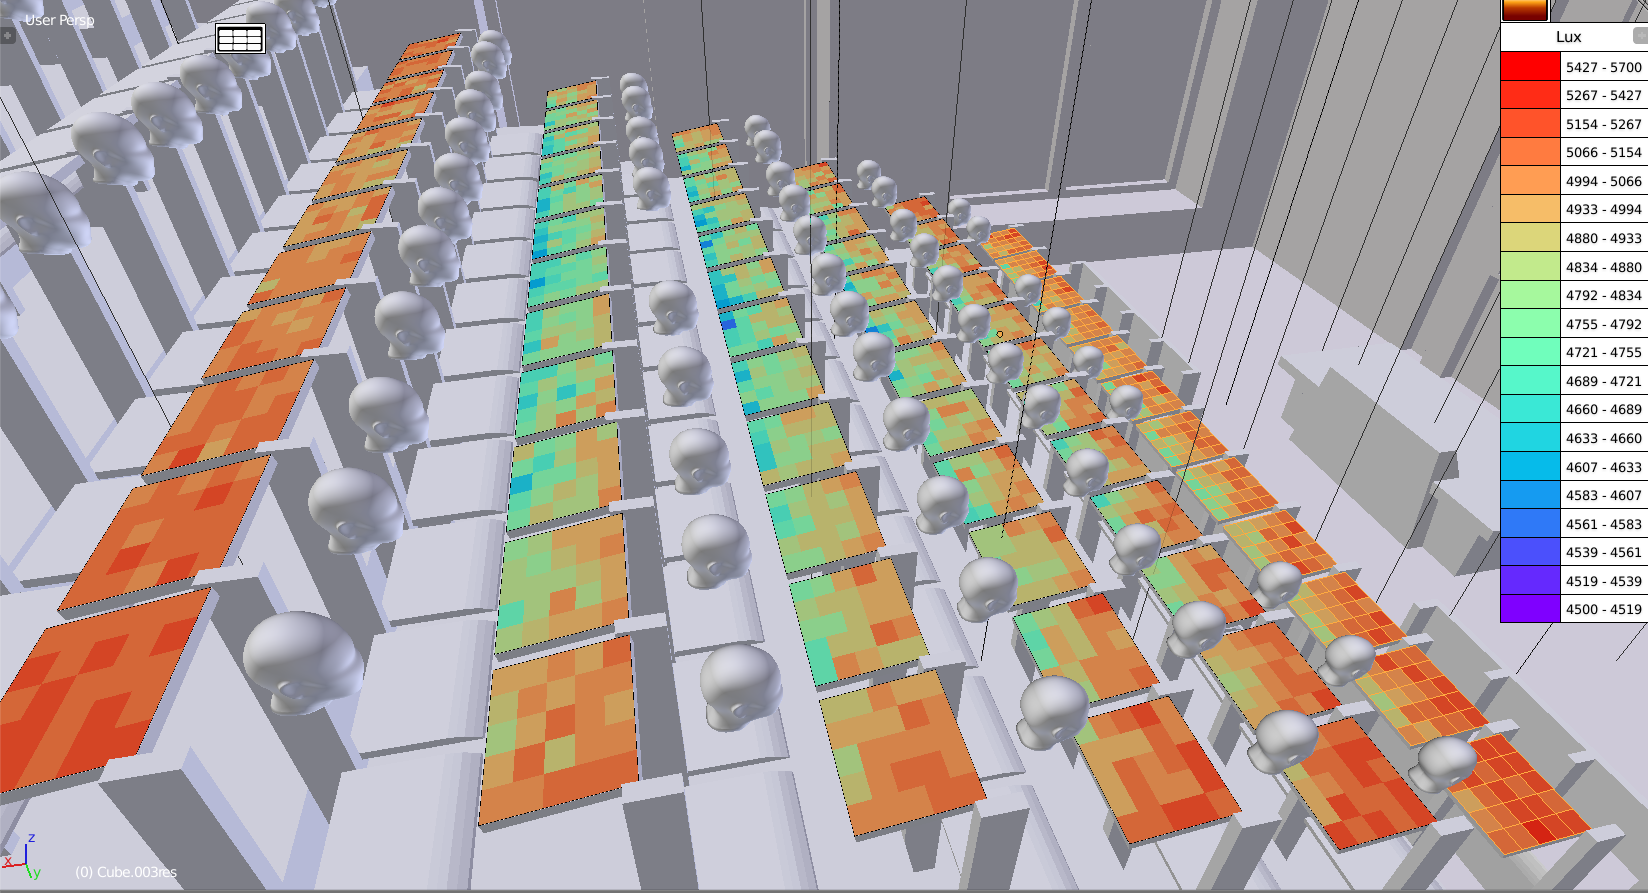 User Persp
Lux
5427 - 5700
5267 - 5427
5154 - 5267
5066 - 5154
4994 - 5066
4933 - 4994
4880 - 4933
4834 - 4880
4792 - 4834
4755 - 4792
4721 - 4755
4689 - 4721
4660 - 4689
4633 - 4660
4607 - 4633
4583 - 4607
4561 - 4583
4539 - 4561
4519 - 4539
4500 - 4519
z
x
y
(0) Cube.003res